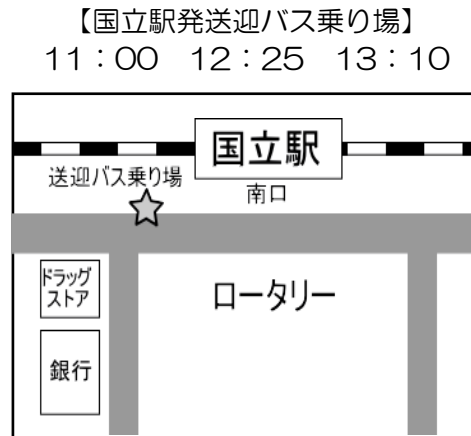 【国立駅発送迎バス乗り場】
11：00 12：25 13：10
国立駅
送迎バス乗り場
南口
ドラッグ
ストア
ロータリー
銀行